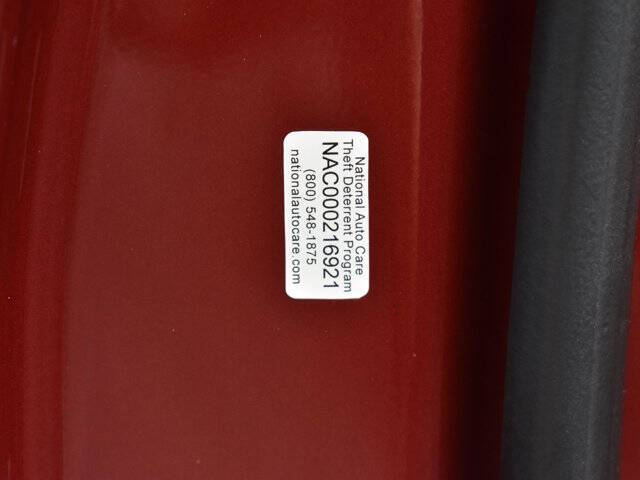 National Auto Care
Theft Deterrent Program
NAC000216921
(800) 548-1875
nationalautocare.com